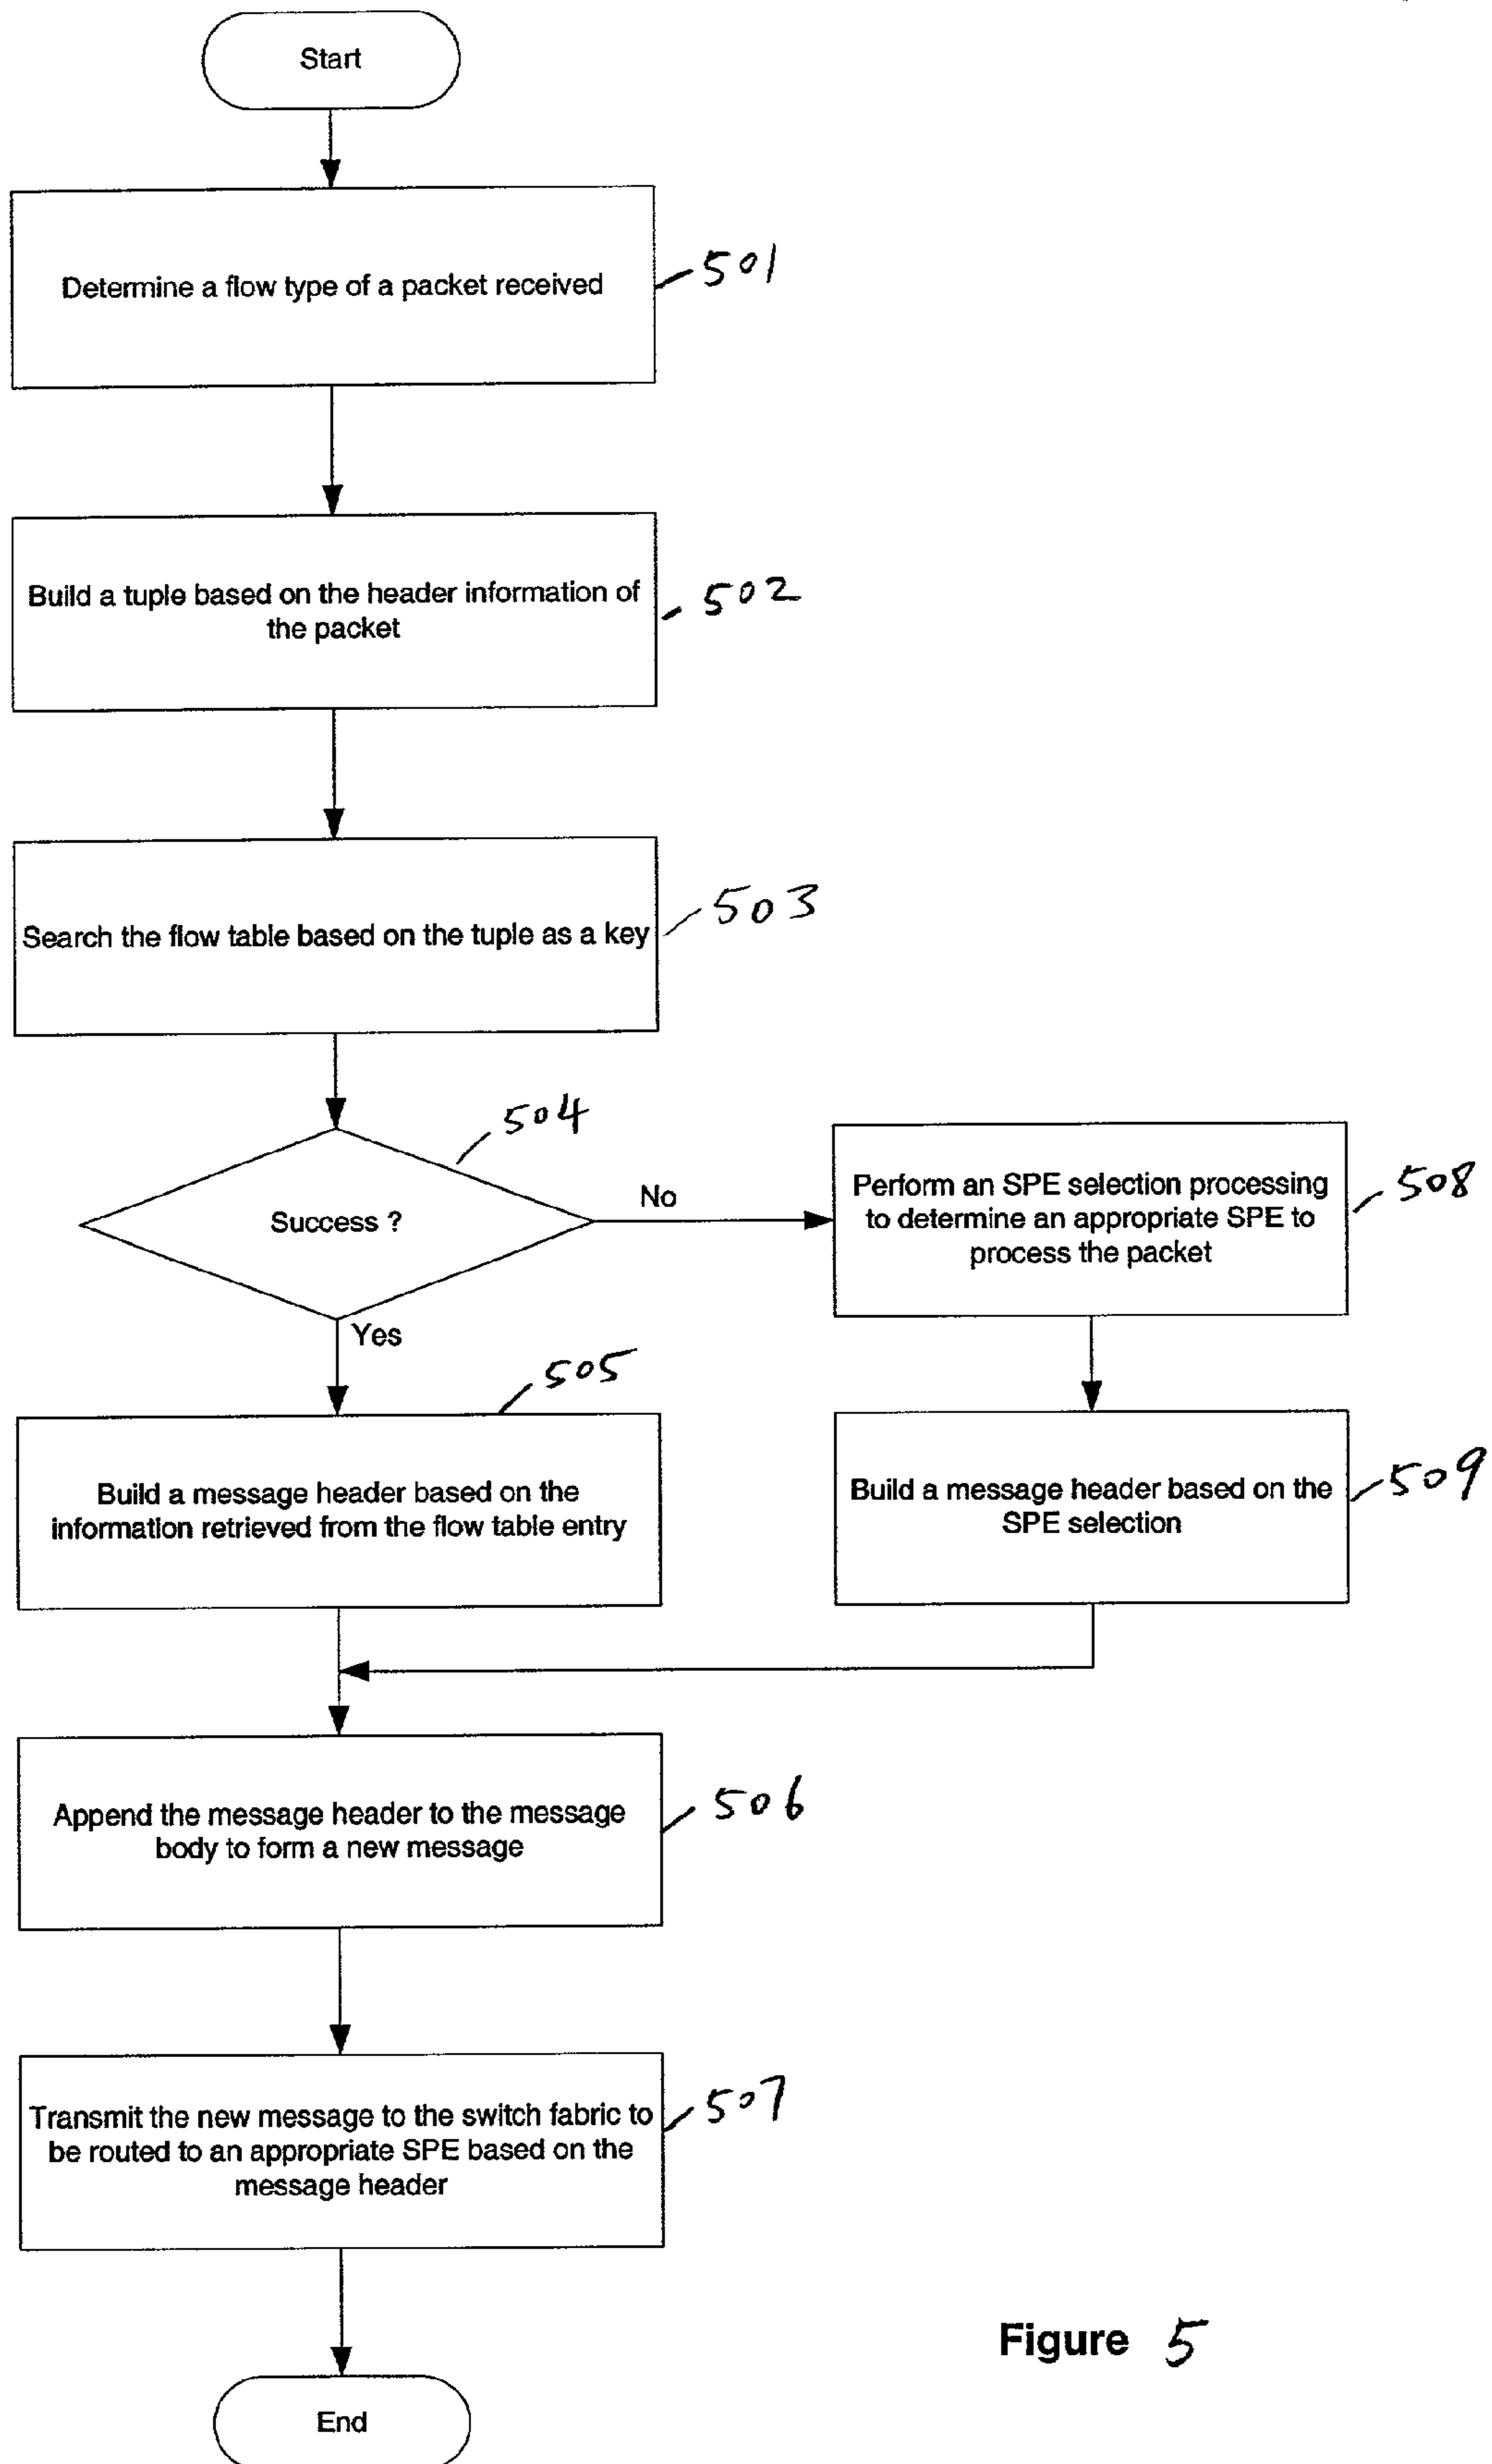 Start
Determine a flow type of a packet received
501
Build a tuple based on the header information of
the packet
502
Search the flow table based on the tuple as a key
503
504
Success ?
No
Yes
Perform an SPE selection processing
to determine an appropriate SPE to
process the packet
508
505
Build a message header based on the
information retrieved from the flow table entry
Build a message header based on the
SPE selection
509
Append the message header to the message
body to form a new message
506
Transmit the new message to the switch fabric to
be routed to an appropriate SPE based on the
message header
507
End
Figure 5